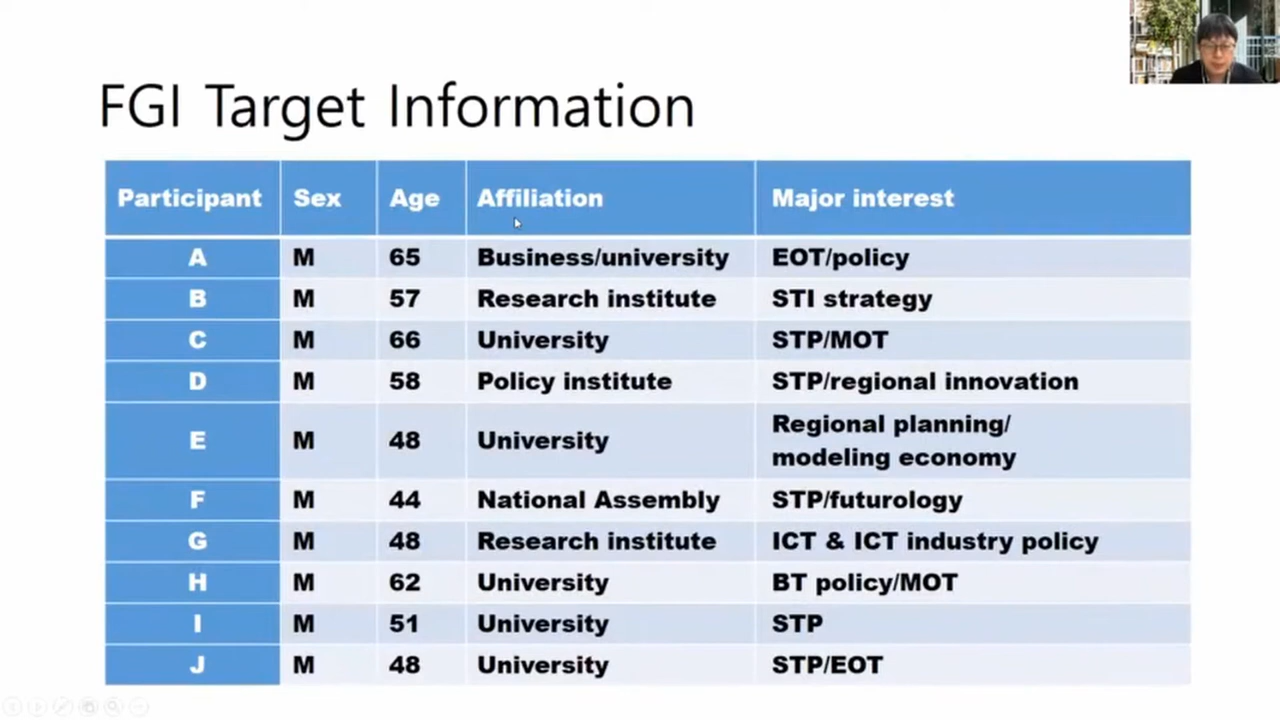 FGI Target Information
Participant Sex Age Affiliation Major interest
A M 65 Business/university EOT/policy
B M 57 Research institute STI strategy
C M 66 University STP/MOT
D M 58 Policy institute STP/regional innovation
E M 48 University Regional planning/
modeling economy
F M 44 National Assembly STP/futurology
G M 48 Research institute ICT & ICT industry policy
H M 62 University BT policy/MOT
I M 51 University STP
J M 48 University STP/EOT